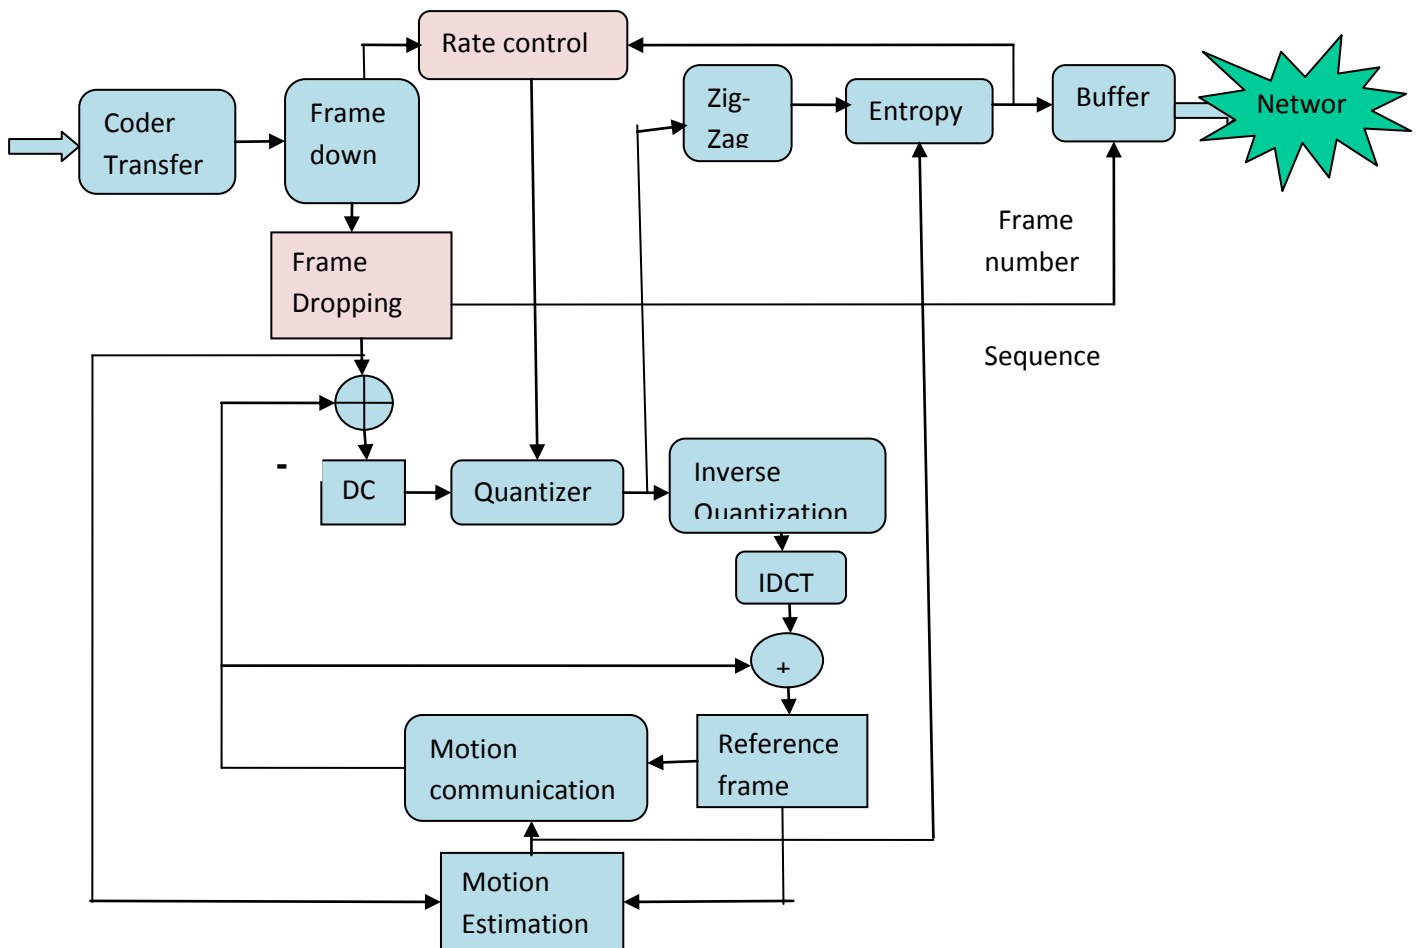 Rate control
Coder
Transfer
Frame
down
Zig-
Zag
Entropy
Buffer
Networ
Frame
Dropping
Frame
number
Sequence
-
DC
Quantizer
Inverse
Quantization
IDCT
+
Motion
communication
Reference
frame
Motion
Estimation